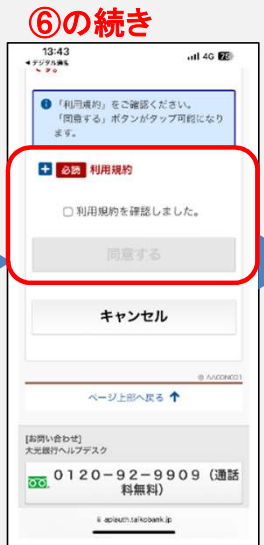 ⑥の続き
13:43
4G 78
◀デジタル通帳
「利用規約」をご確認ください。
「同意する」ボタンがタップ可能になり
ます。
必読 利用規約
利用規約を確認しました。
同意する
キャンセル
ページ上部へ戻る
[お問い合わせ]
大光銀行ヘルプデスク
0120-92-9909（通話
料無料）
aplauth.taikobank.jp